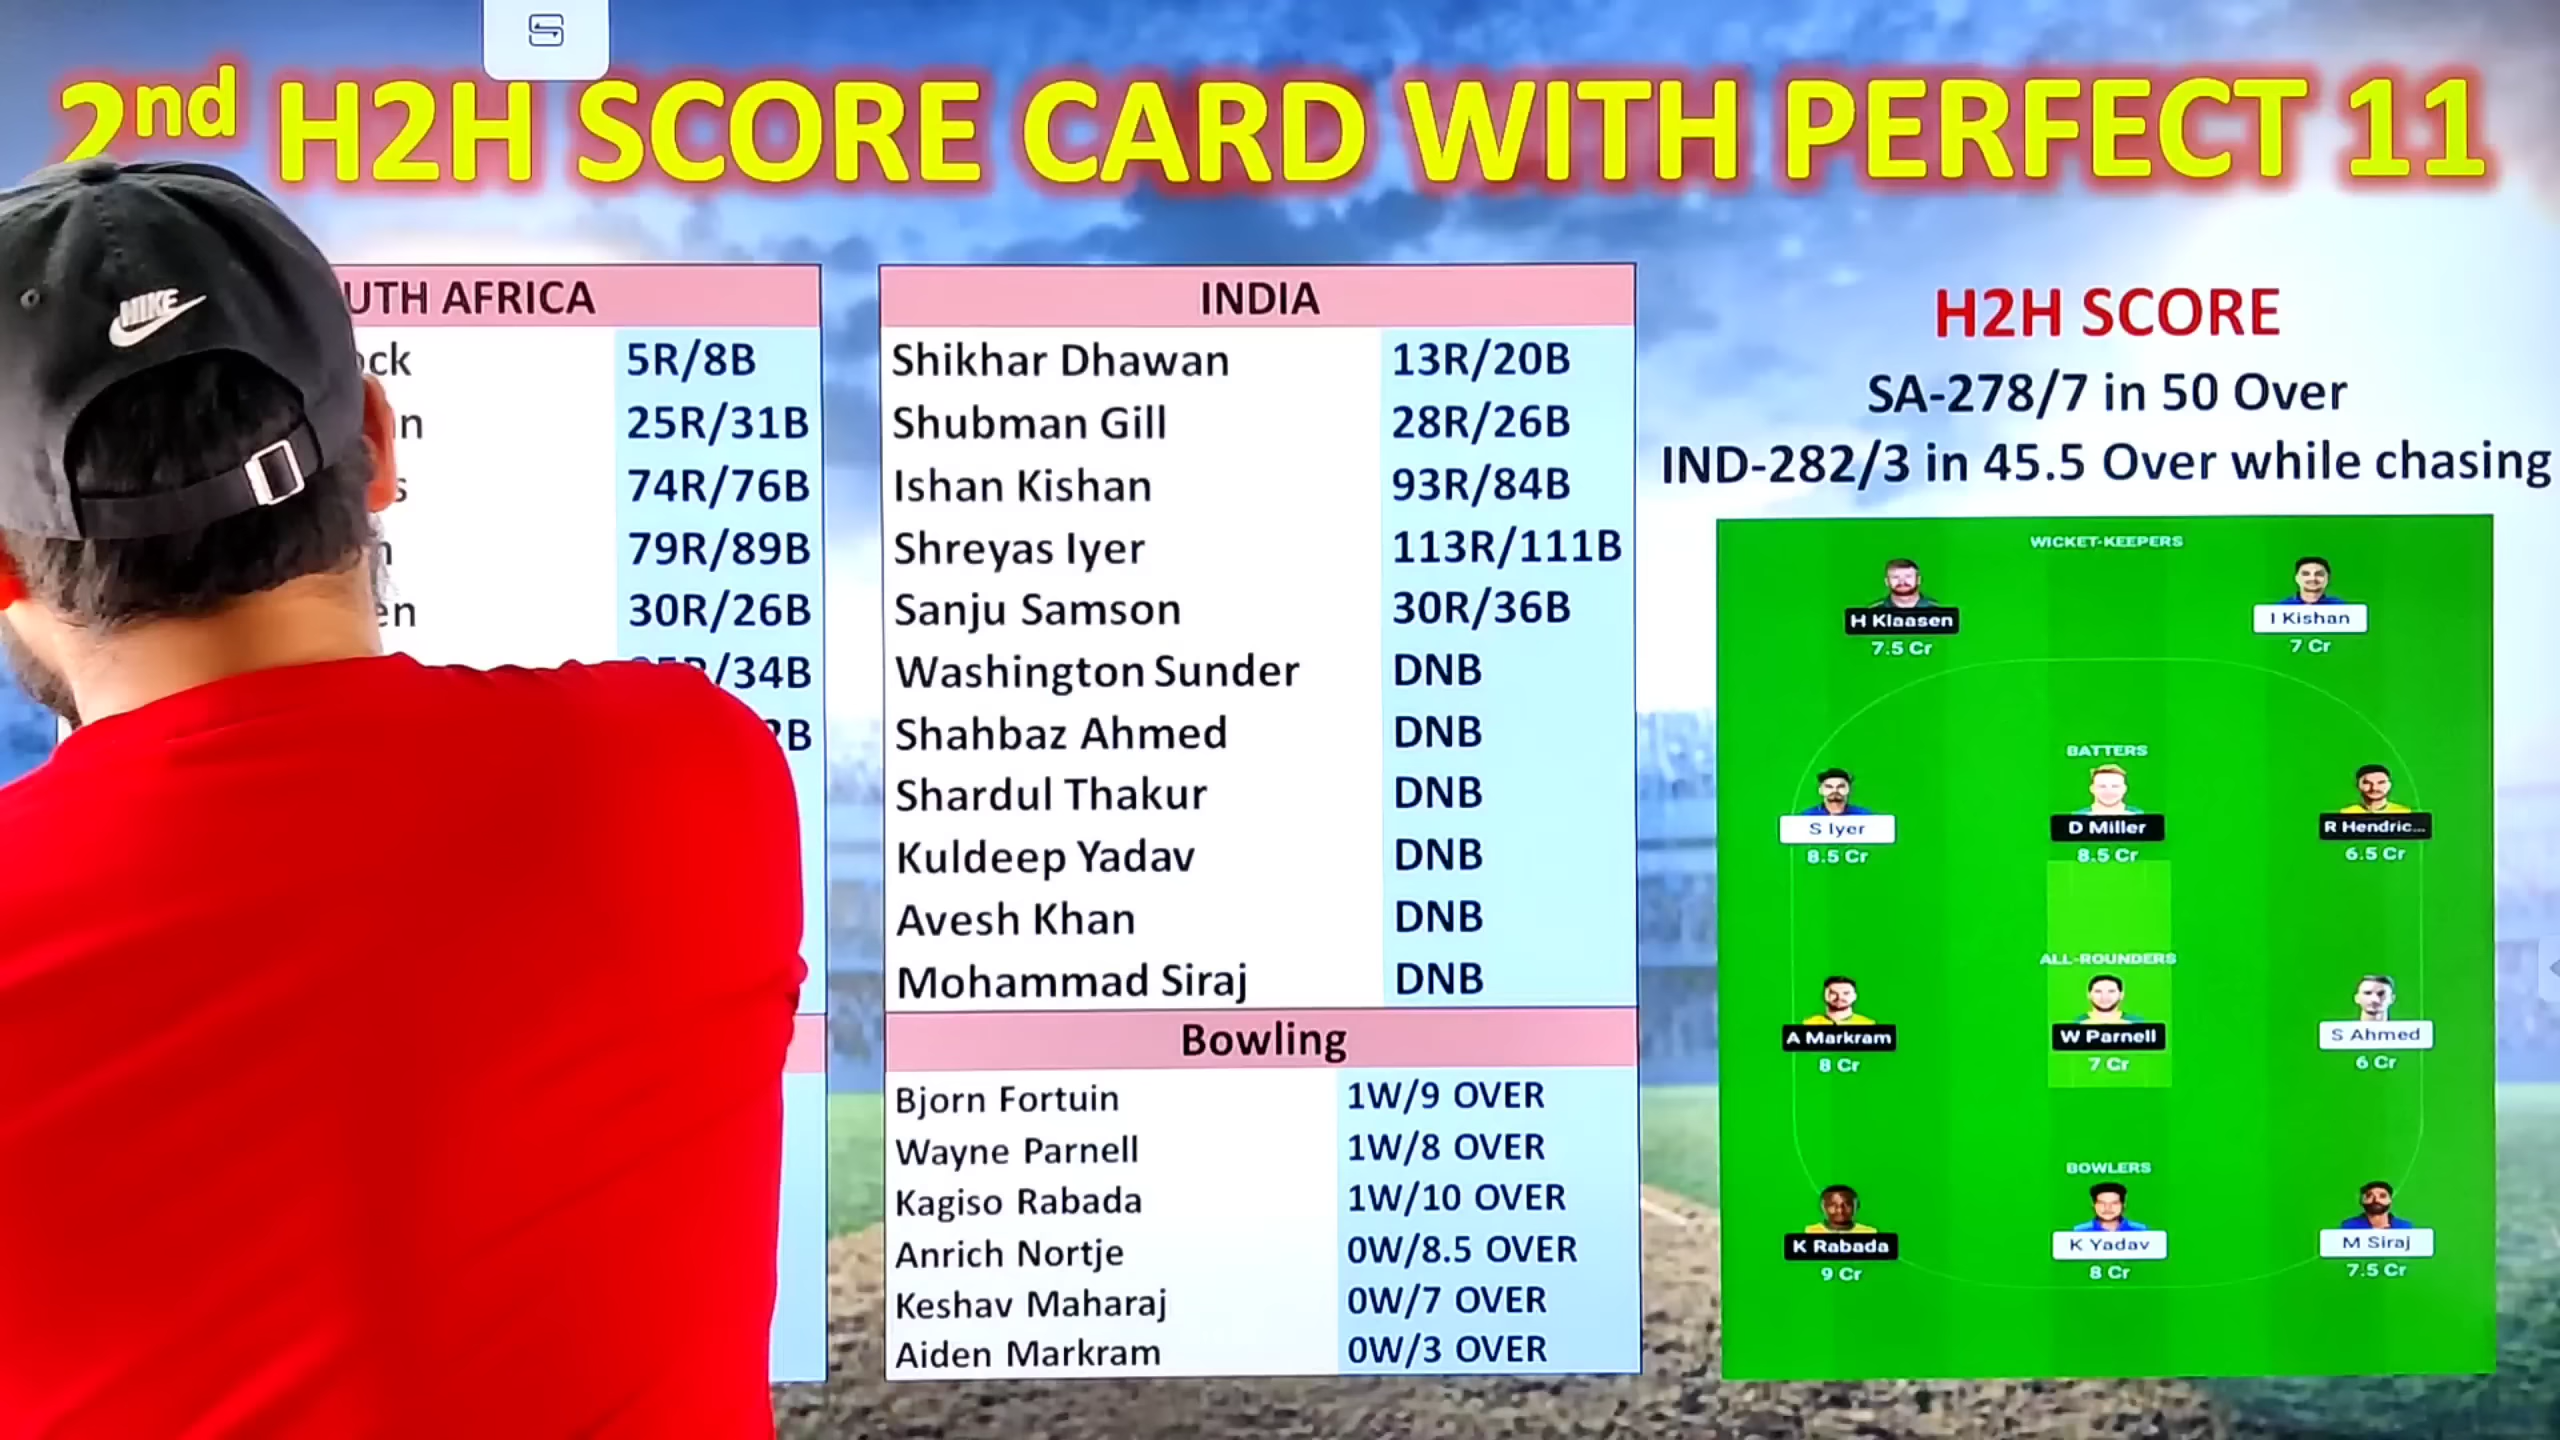 2nd H2H SCORE CARD WITH PERFECT 11
NIKE
UTH AFRICA
ock 5R/8B
n 25R/31B
s 74R/76B
n 79R/89B
en 30R/26B
/34B
2B
INDIA
Shikhar Dhawan 13R/20B
Shubman Gill 28R/26B
Ishan Kishan 93R/84B
Shreyas Iyer 113R/111B
Sanju Samson 30R/36B
Washington Sunder DNB
Shahbaz Ahmed DNB
Shardul Thakur DNB
Kuldeep Yadav DNB
Avesh Khan DNB
Mohammad Siraj DNB
Bowling
Bjorn Fortuin 1W/9 OVER
Wayne Parnell 1W/8 OVER
Kagiso Rabada 1W/10 OVER
Anrich Nortje 0W/8.5 OVER
Keshav Maharaj 0W/7 OVER
Aiden Markram 0W/3 OVER
H2H SCORE
SA-278/7 in 50 Over
IND-282/3 in 45.5 Over while chasing
WICKET-KEEPERS
H Klaasen I Kishan
7.5 Cr 7 Cr
BATTERS
S Iyer D Miller R Hendric...
8.5 Cr 8.5 Cr 6.5 Cr
ALL-ROUNDERS
A Markram W Parnell S Ahmed
8 Cr 7 Cr 6 Cr
BOWLERS
K Rabada K Yadav M Siraj
9 Cr 8 Cr 7.5 Cr